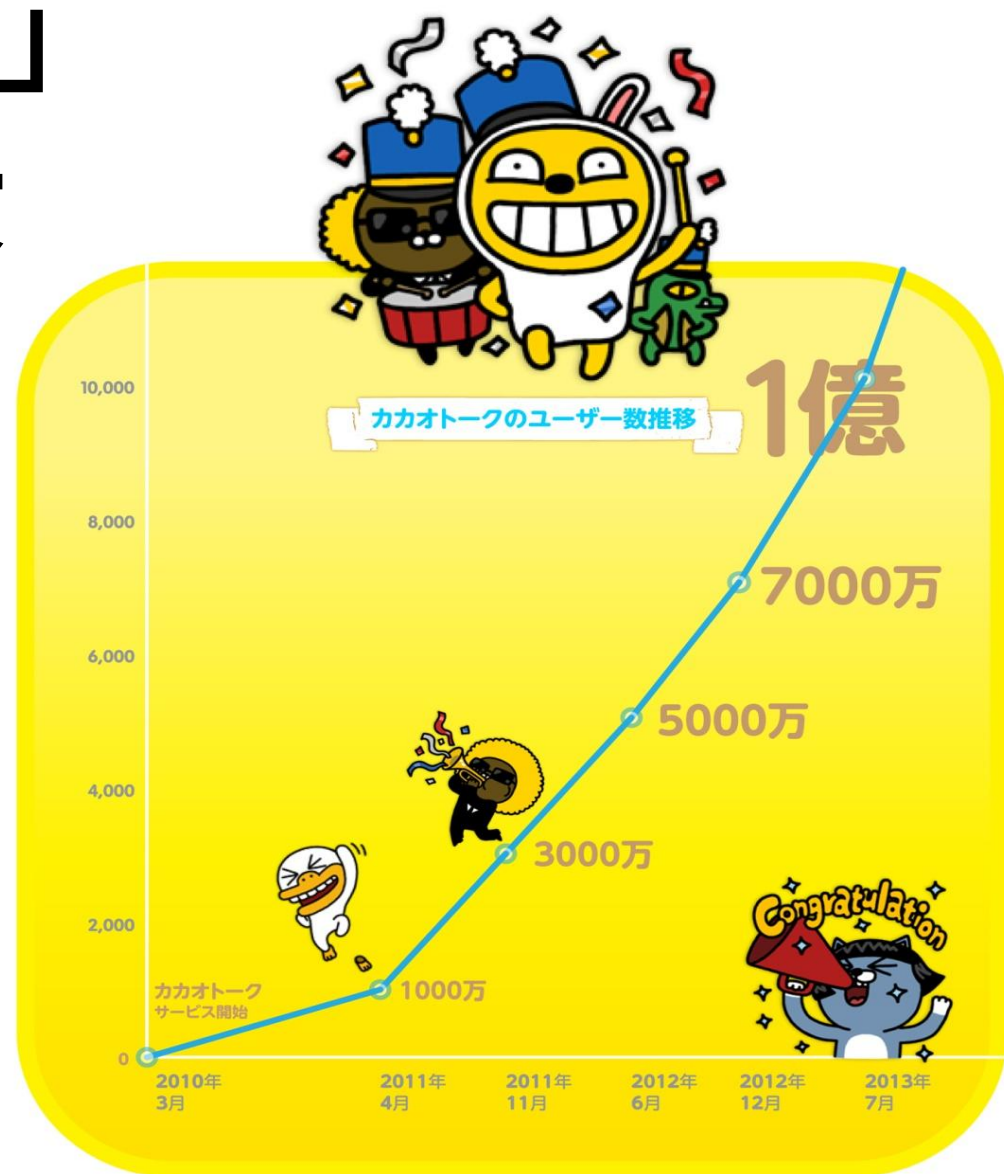 カカオトークのユーザー数推移
10,000
8,000
6,000
4,000
2,000
0
1億
7000万
5000万
3000万
1000万
カカオトーク
サービス開始
Congratulation
2010年
3月
2011年
4月
2011年
11月
2012年
6月
2012年
12月
2013年
7月